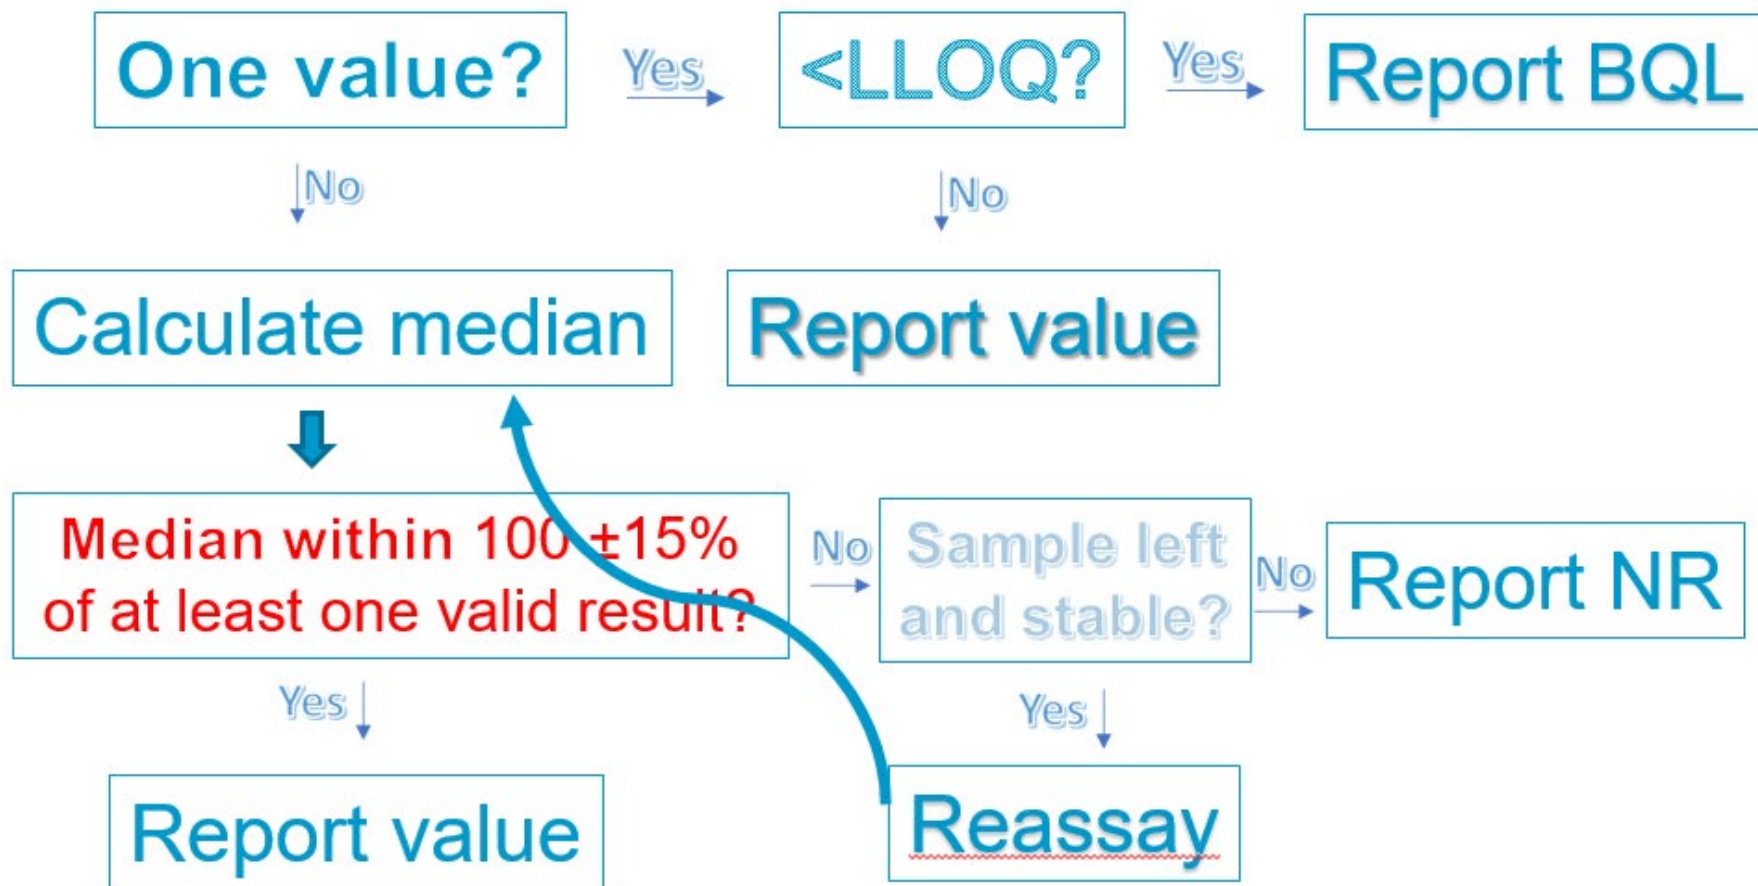 One value?
Yes
<LLOQ?
Yes
Report BQL
No
No
Calculate median
Report value
Median within 100 ±15%
of at least one valid result?
No
Sample left
and stable?
No
Report NR
Yes
Yes
Report value
Reassay